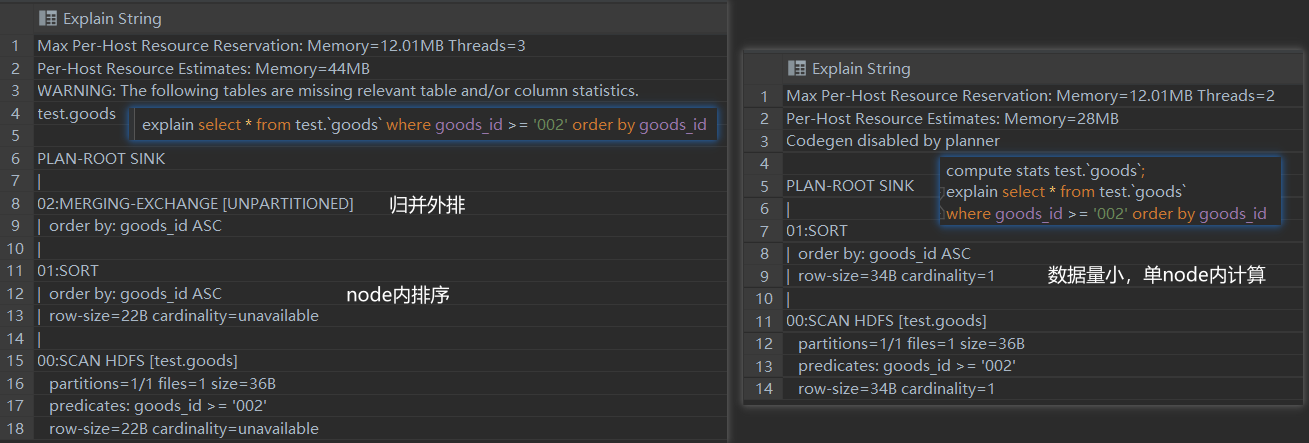 Explain String
1 Max Per-Host Resource Reservation: Memory=12.01MB Threads=3
2 Per-Host Resource Estimates: Memory=44MB
3 WARNING: The following tables are missing relevant table and/or column statistics.
4 test.goods
explain select * from test.`goods` where goods_id >= '002' order by goods_id
5
6 PLAN-ROOT SINK
7 |
8 02:MERGING-EXCHANGE [UNPARTITIONED] 归并外排
9 | order by: goods_id ASC
10 |
11 01:SORT
12 | order by: goods_id ASC node内排序
13 | row-size=22B cardinality=unavailable
14 |
15 00:SCAN HDFS [test.goods]
16 partitions=1/1 files=1 size=36B
17 predicates: goods_id >= '002'
18 row-size=22B cardinality=unavailable
Explain String
1 Max Per-Host Resource Reservation: Memory=12.01MB Threads=2
2 Per-Host Resource Estimates: Memory=28MB
3 Codegen disabled by planner
4
compute stats test.`goods`;
explain select * from test.`goods`
where goods_id >= '002' order by goods_id
5 PLAN-ROOT SINK
6 |
7 01:SORT
8 | order by: goods_id ASC
9 | row-size=34B cardinality=1 数据量小，单node内计算
10 |
11 00:SCAN HDFS [test.goods]
12 partitions=1/1 files=1 size=36B
13 predicates: goods_id >= '002'
14 row-size=34B cardinality=1